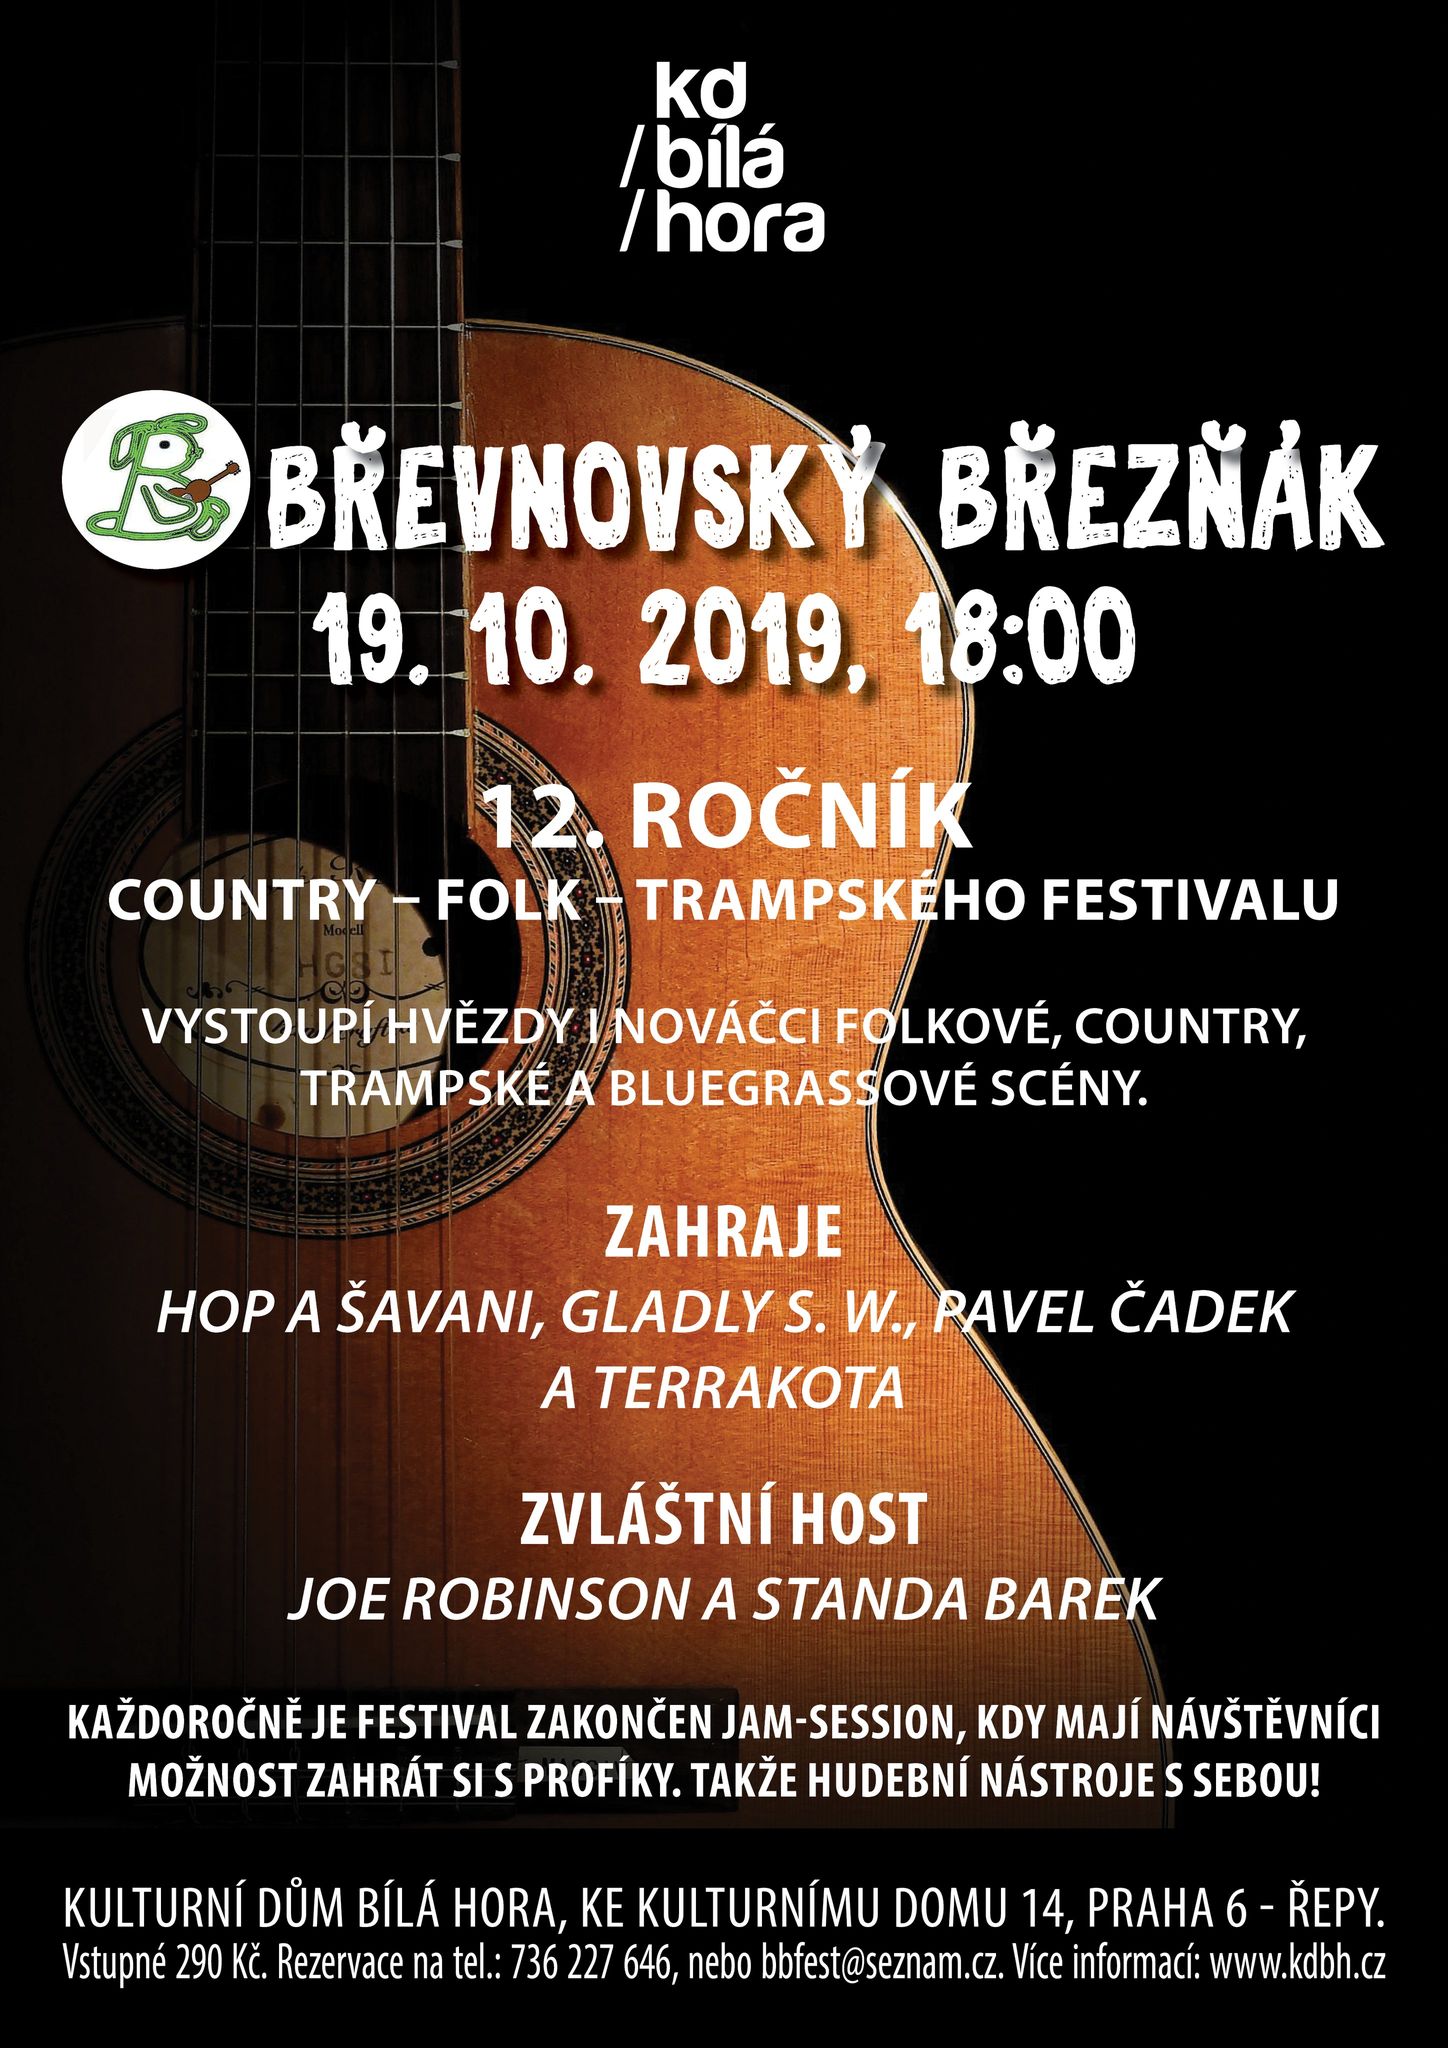 kd
/bílá
/hora
BŘEVNOVSKÝ BŘEZŇÁK
19. 10. 2019, 18:00
12. ROČNÍK
COUNTRY – FOLK – TRAMPSKÉHO FESTIVALU
Modell
HGSI
VYSTOUPÍ HVĚZDY I NOVÁČCI FOLKOVÉ, COUNTRY,
TRAMPSKÉ A BLUEGRASSOVÉ SCÉNY.
ZAHRAJE
HOP A ŠAVANI, GLADLY S. W., PAVEL ČADEK
A TERRAKOTA
ZVLÁŠTNÍ HOST
JOE ROBINSON A STANDA BAREK
KAŽDOROČNĚ JE FESTIVAL ZAKONČEN JAM-SESSION, KDY MAJÍ NÁVŠTĚVNÍCI
MOŽNOST ZAHRÁT SI S PROFÍKY. TAKŽE HUDEBNÍ NÁSTROJE S SEBOU!
KULTURNÍ DŮM BÍLÁ HORA, KE KULTURNÍMU DOMU 14, PRAHA 6 - ŘEPY.
Vstupné 290 Kč. Rezervace na tel.: 736 227 646, nebo bbfest@seznam.cz. Více informací: www.kdbh.cz